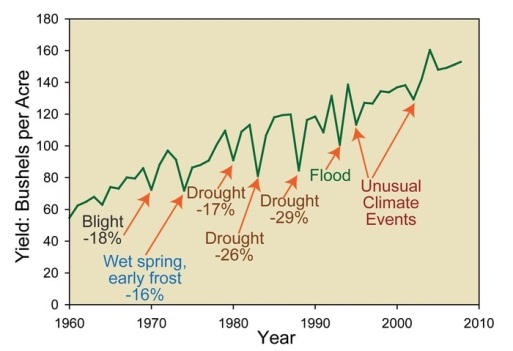 Yield: Bushels per Acre
180
160
140
120
100
80
60
40
20
0
Blight
-18%
Wet spring,
early frost
-16%
Drought
-17%
Drought
-26%
Drought
-29%
Flood
Unusual
Climate
Events
1960
1970
1980
1990
2000
2010
Year